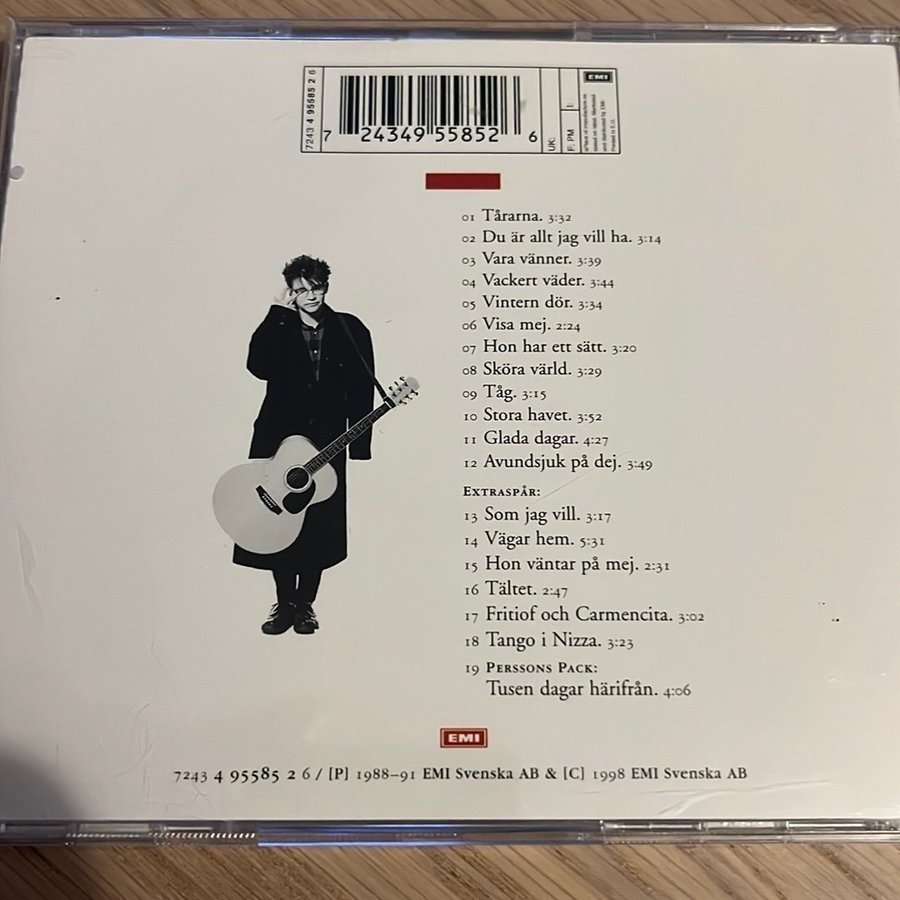 7243 4 95585 2 6
7 24349 55852 6
UK:
F: PM
I:
EMI
01 Tårarna. 3:32
02 Du är allt jag vill ha. 3:14
03 Vara vänner. 3:39
04 Vackert väder. 3:44
05 Vintern dör. 3:34
06 Visa mej. 2:24
07 Hon har ett sätt. 3:20
08 Sköra värld. 3:29
09 Tåg. 3:15
10 Stora havet. 3:52
11 Glada dagar. 4:27
12 Avundsjuk på dej. 3:49
EXTRASPÅR:
13 Som jag vill. 3:17
14 Vägar hem. 5:31
15 Hon väntar på mej. 2:31
16 Tältet. 2:47
17 Fritiof och Carmencita. 3:02
18 Tango i Nizza. 3:23
19 PERSSONS PACK:
Tusen dagar härifrån. 4:06
EMI
7243 4 95585 2 6 / [P] 1988–91 EMI Svenska AB & [C] 1998 EMI Svenska AB